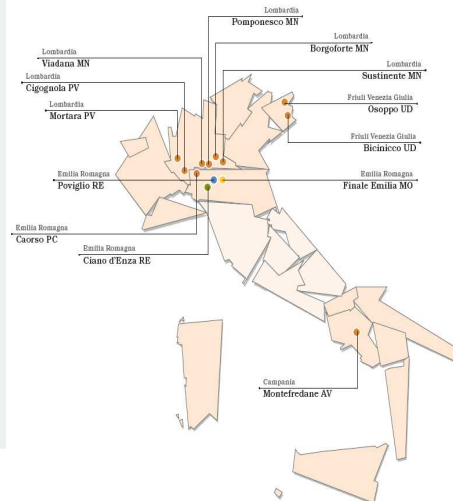 Lombardia
Pomponesco MN
Lombardia
Borgoforte MN
Lombardia
Viadana MN
Lombardia
Sustinente MN
Lombardia
Cigognola PV
Friuli Venezia Giulia
Osoppo UD
Lombardia
Mortara PV
Friuli Venezia Giulia
Bicinicco UD
Emilia Romagna
Poviglio RE
Emilia Romagna
Finale Emilia MO
Emilia Romagna
Caorso PC
Emilia Romagna
Ciano d'Enza RE
Campania
Montefredane AV